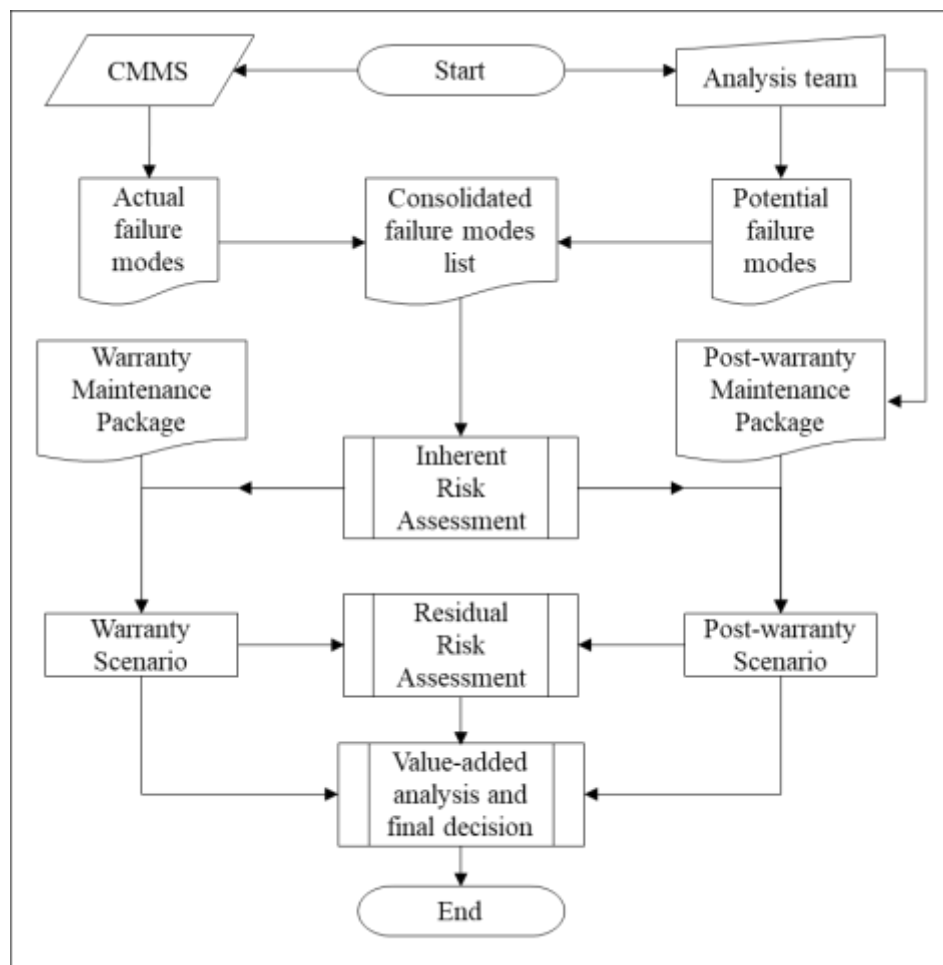 CMMS
Start
Analysis team
Actual
failure
modes
Consolidated
failure modes
list
Potential
failure
modes
Warranty
Maintenance
Package
Post-warranty
Maintenance
Package
Inherent
Risk
Assessment
Warranty
Scenario
Residual
Risk
Assessment
Post-warranty
Scenario
Value-added
analysis and
final decision
End